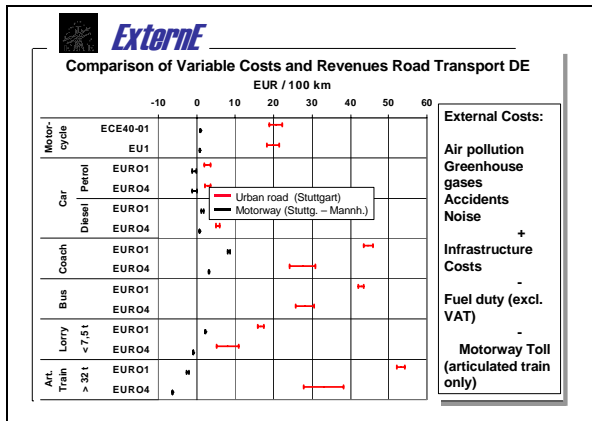 ExternE
Comparison of Variable Costs and Revenues Road Transport DE
EUR / 100 km
-10 0 10 20 30 40 50 60
Motor-
cycle
ECE40-01
EU1
Car
Petrol
EURO1
EURO4
Diesel
EURO1
EURO4
Coach
EURO1
EURO4
Bus
EURO1
EURO4
Lorry
< 7,5 t
EURO1
EURO4
Art.
Train
> 32 t
EURO1
EURO4
Urban road (Stuttgart)
Motorway (Stuttg. – Mannh.)
External Costs:
Air pollution
Greenhouse
gases
Accidents
Noise
+
Infrastructure
Costs
-
Fuel duty (excl.
VAT)
-
Motorway Toll
(articulated train
only)